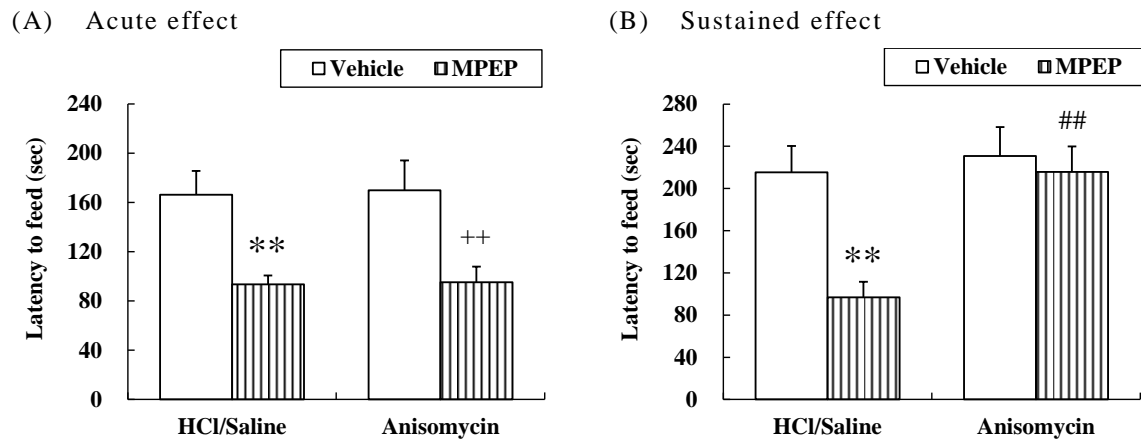 (A) Acute effect
Vehicle MPEP
240
200
160
120
80
40
0
Latency to feed (sec)
**
++
HCl/Saline Anisomycin
(B) Sustained effect
Vehicle MPEP
280
240
200
160
120
80
40
0
Latency to feed (sec)
**
##
HCl/Saline Anisomycin